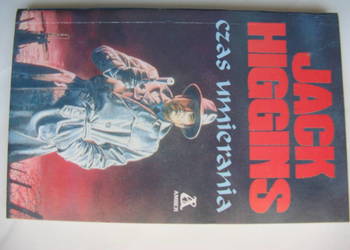 JACK
HIGGINS
czas umierania
AMBER